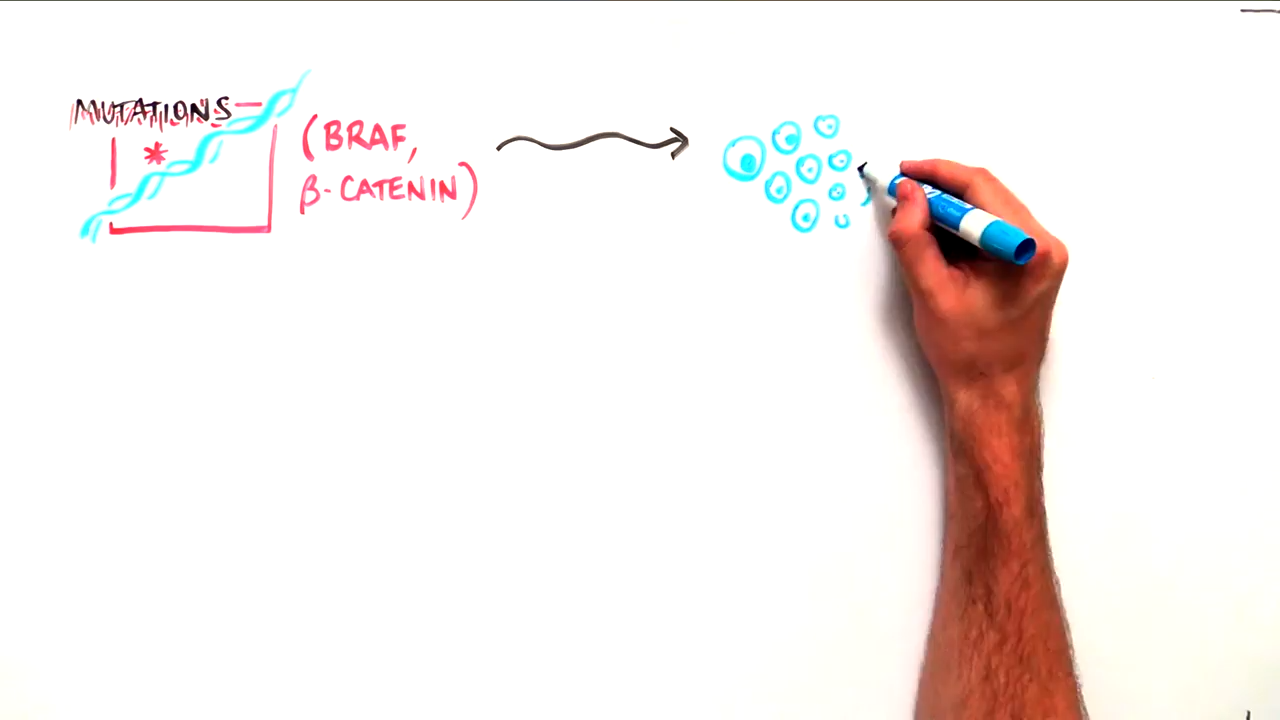 MUTATIONS
*
(BRAF,
β-CATENIN)